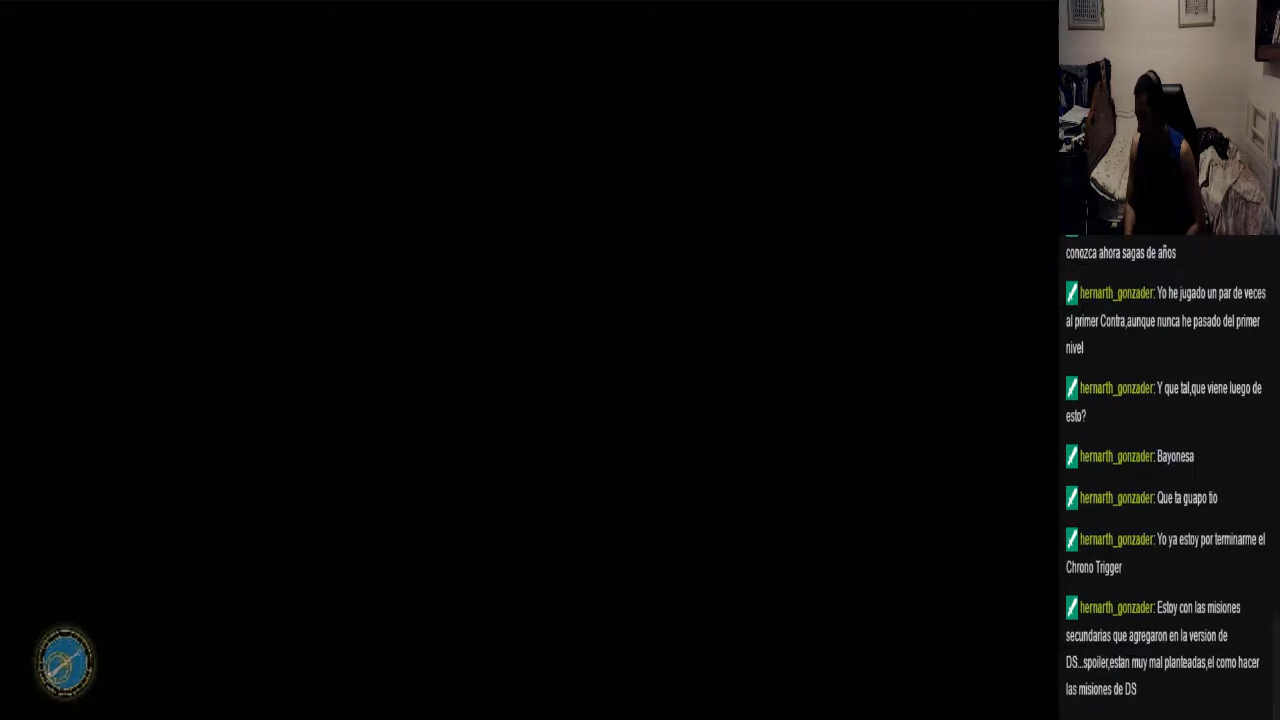 conozca ahora sagas de años
hernarth_gonzader: Yo he jugado un par de veces
al primer Contra,aunque nunca he pasado del primer
nivel
hernarth_gonzader: Y que tal,que viene luego de
esto?
hernarth_gonzader: Bayonesa
hernarth_gonzader: Que ta guapo tio
hernarth_gonzader: Yo ya estoy por terminarme el
Chrono Trigger
hernarth_gonzader: Estoy con las misiones
secundarias que agregaron en la version de
DS...spoiler,estan muy mal planteadas,el como hacer
las misiones de DS